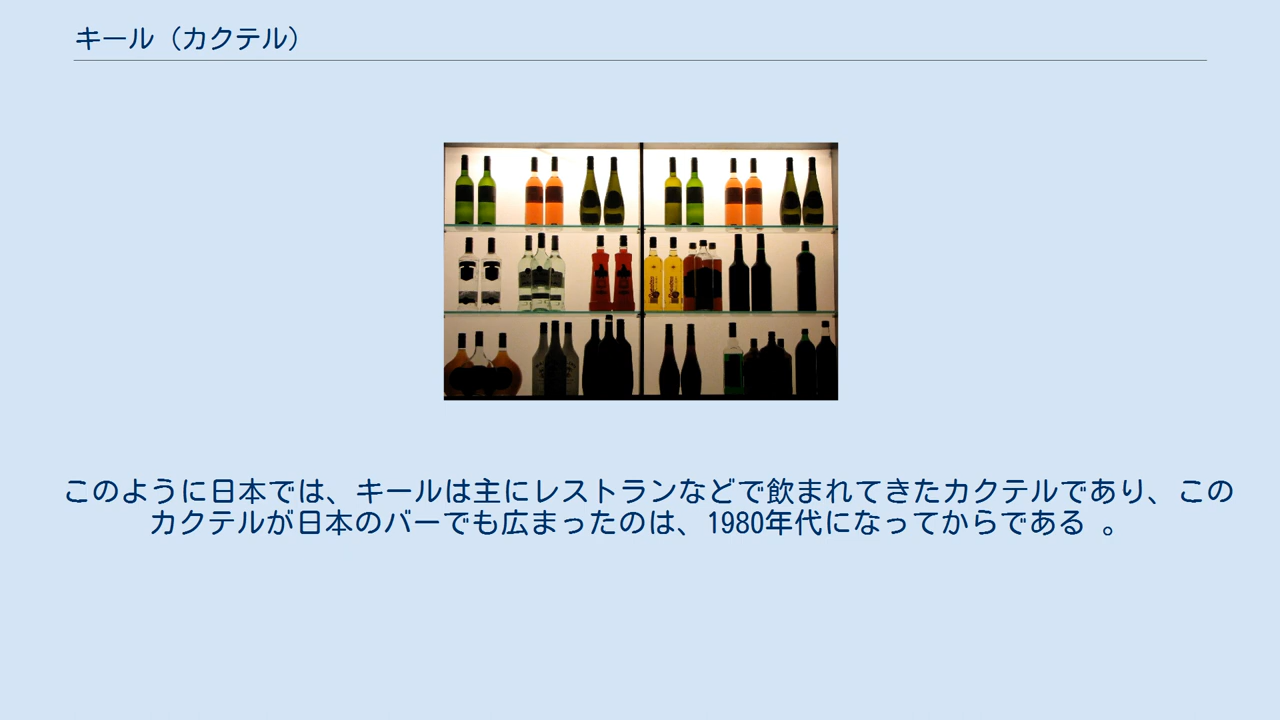 キール（カクテル）
このように日本では、キールは主にレストランなどで飲まれてきたカクテルであり、この
カクテルが日本のバーでも広まったのは、1980年代になってからである 。